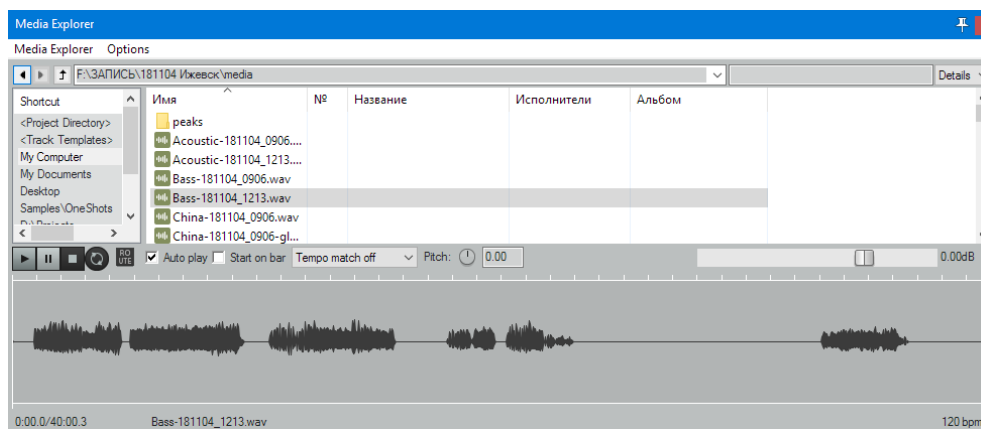 Media Explorer
Media Explorer Options
F:\ЗАПИСЬ\181104 Ижевск\media Details
Shortcut
<Project Directory>
<Track Templates>
My Computer
My Documents
Desktop
Samples\OneShots
Имя № Название Исполнители Альбом
peaks
Acoustic-181104_0906....
Acoustic-181104_1213....
Bass-181104_0906.wav
Bass-181104_1213.wav
China-181104_0906.wav
China-181104_0906-gl...
RO
UTE
Auto play Start on bar Tempo match off Pitch: 0.00 0.00dB
0:00.0/40:00.3 Bass-181104_1213.wav 120 bpm